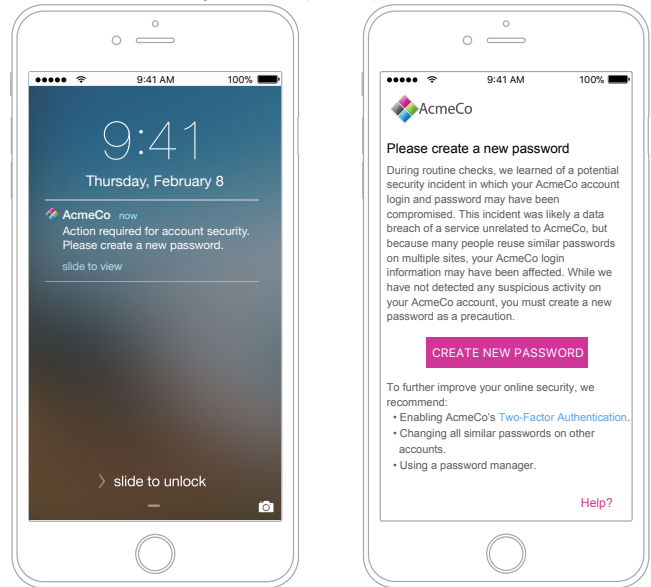 9:41 AM
100%
9:41
Thursday, February 8
AcmeCo now
Action required for account security.
Please create a new password.
slide to view
slide to unlock
9:41 AM
100%
AcmeCo
Please create a new password
During routine checks, we learned of a potential
security incident in which your AcmeCo account
login and password may have been
compromised. This incident was likely a data
breach of a service unrelated to AcmeCo, but
because many people reuse similar passwords
on multiple sites, your AcmeCo login
information may have been affected. While we
have not detected any suspicious activity on
your AcmeCo account, you must create a new
password as a precaution.
CREATE NEW PASSWORD
To further improve your online security, we
recommend:
• Enabling AcmeCo's Two-Factor Authentication.
• Changing all similar passwords on other
accounts.
• Using a password manager.
Help?